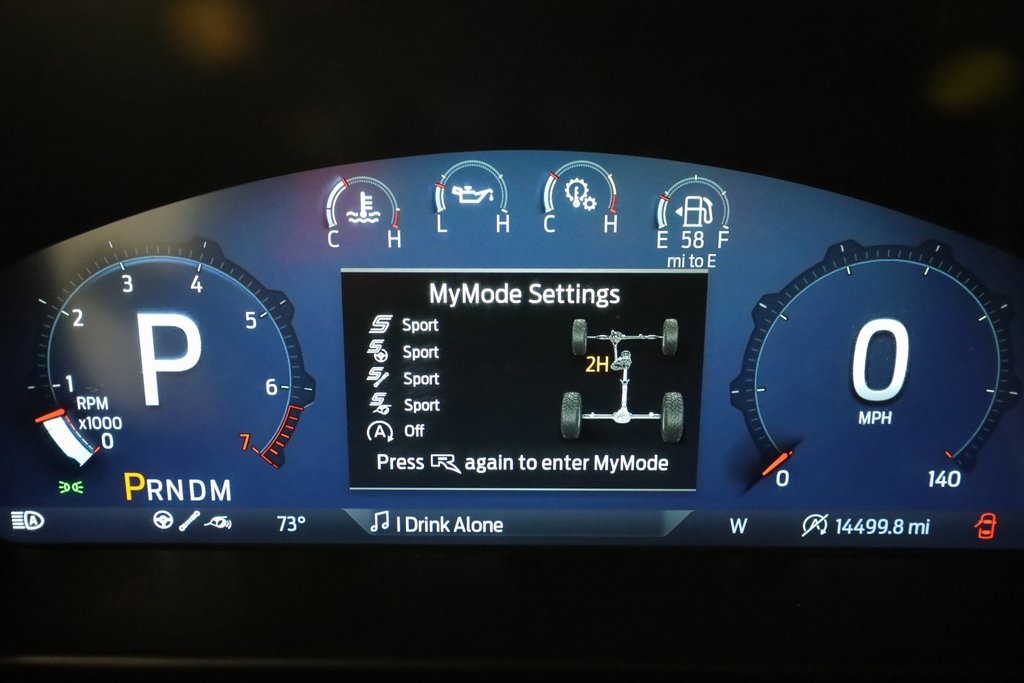 C H
L H
C H
E 58 F
mi to E
MyMode Settings
Sport
Sport
Sport
Sport
Off
2H
Press R again to enter MyMode
P
0 1 2 3 4 5 6 7
RPM
x1000
PRNDM
0
MPH
0 140
A
73°
I Drink Alone
W
14499.8 mi